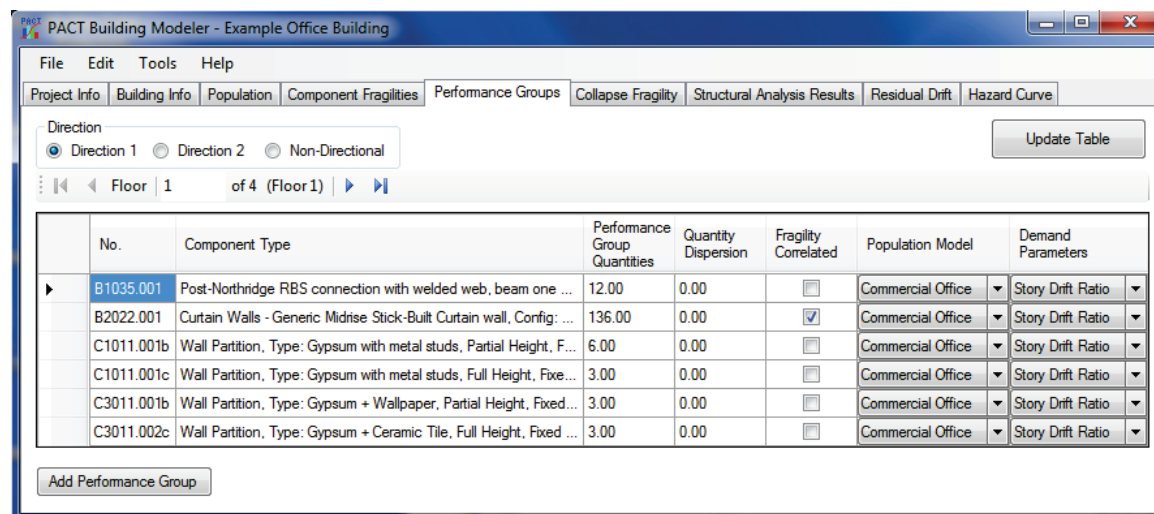 PACT PACT Building Modeler - Example Office Building
File Edit Tools Help
Project Info Building Info Population Component Fragilities Performance Groups Collapse Fragility Structural Analysis Results Residual Drift Hazard Curve
Direction
Direction 1 Direction 2 Non-Directional
Update Table
Floor 1 of 4 (Floor 1)
No. Component Type Performance Group Quantities Quantity Dispersion Fragility Correlated Population Model Demand Parameters
B1035.001 Post-Northridge RBS connection with welded web, beam one ... 12.00 0.00 Commercial Office Story Drift Ratio
B2022.001 Curtain Walls - Generic Midrise Stick-Built Curtain wall, Config: ... 136.00 0.00 Commercial Office Story Drift Ratio
C1011.001b Wall Partition, Type: Gypsum with metal studs, Partial Height, F... 6.00 0.00 Commercial Office Story Drift Ratio
C1011.001c Wall Partition, Type: Gypsum with metal studs, Full Height, Fixe... 3.00 0.00 Commercial Office Story Drift Ratio
C3011.001b Wall Partition, Type: Gypsum + Wallpaper, Partial Height, Fixed... 3.00 0.00 Commercial Office Story Drift Ratio
C3011.002c Wall Partition, Type: Gypsum + Ceramic Tile, Full Height, Fixed ... 3.00 0.00 Commercial Office Story Drift Ratio
Add Performance Group